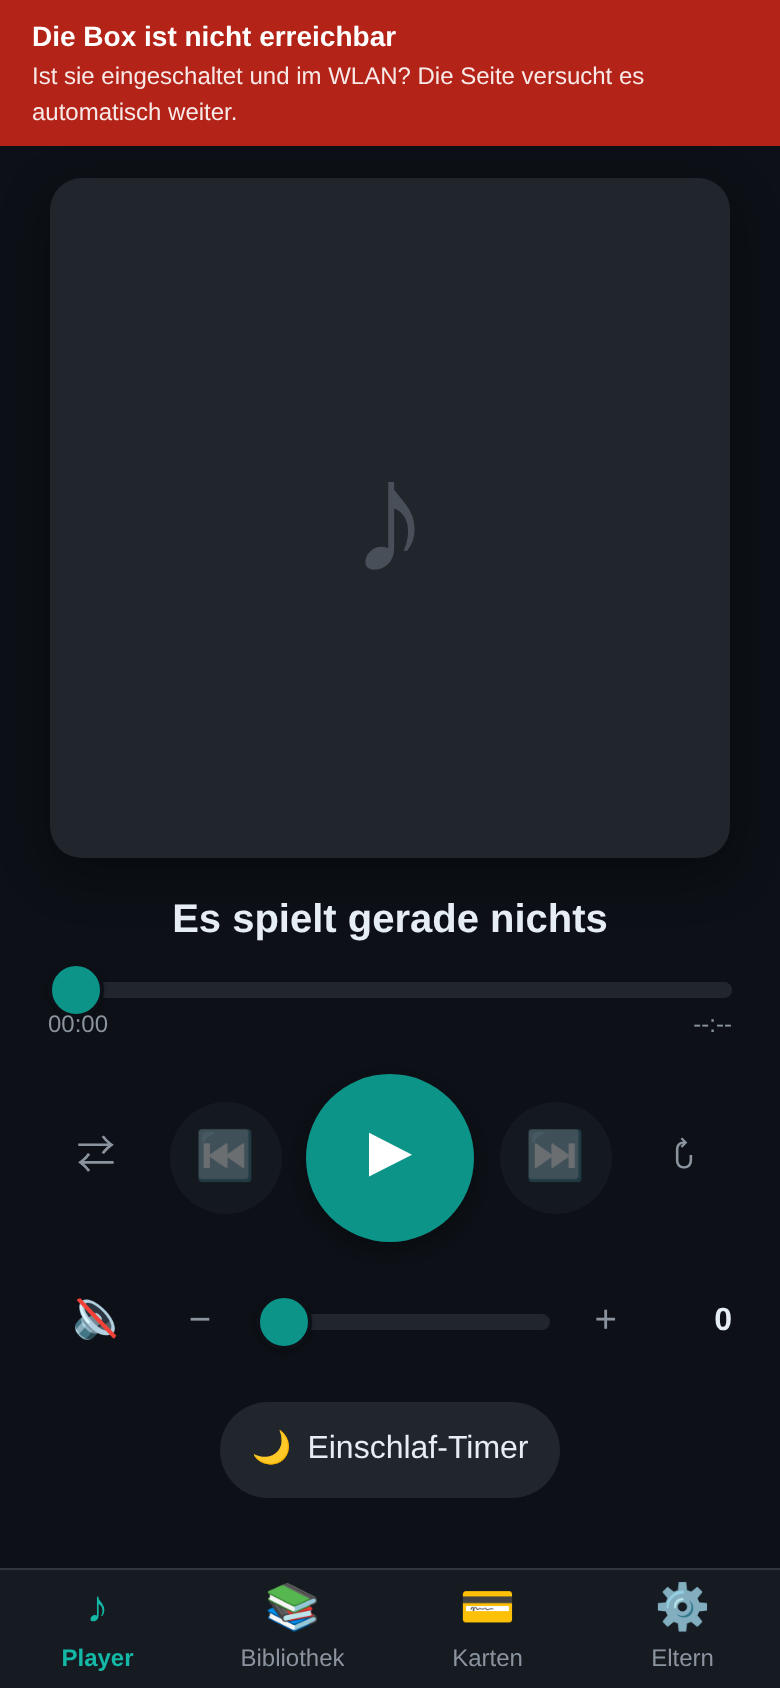 Die Box ist nicht erreichbar
Ist sie eingeschaltet und im WLAN? Die Seite versucht es
automatisch weiter.
Es spielt gerade nichts
00:00 --:--
− + 0
Einschlaf-Timer
Player Bibliothek Karten Eltern